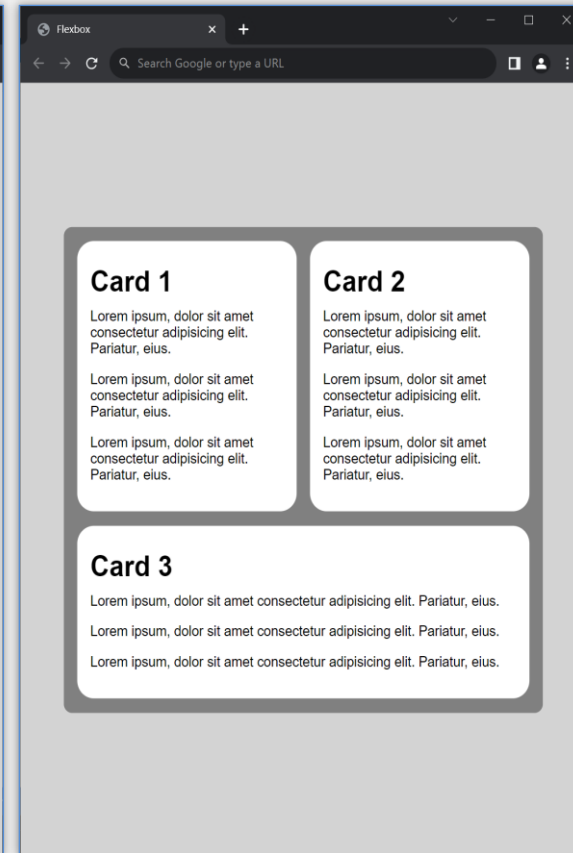 Flexbox
Search Google or type a URL
Card 1
Lorem ipsum, dolor sit amet
consectetur adipisicing elit.
Pariatur, eius.
Lorem ipsum, dolor sit amet
consectetur adipisicing elit.
Pariatur, eius.
Lorem ipsum, dolor sit amet
consectetur adipisicing elit.
Pariatur, eius.
Card 2
Lorem ipsum, dolor sit amet
consectetur adipisicing elit.
Pariatur, eius.
Lorem ipsum, dolor sit amet
consectetur adipisicing elit.
Pariatur, eius.
Lorem ipsum, dolor sit amet
consectetur adipisicing elit.
Pariatur, eius.
Card 3
Lorem ipsum, dolor sit amet consectetur adipisicing elit. Pariatur, eius.
Lorem ipsum, dolor sit amet consectetur adipisicing elit. Pariatur, eius.
Lorem ipsum, dolor sit amet consectetur adipisicing elit. Pariatur, eius.